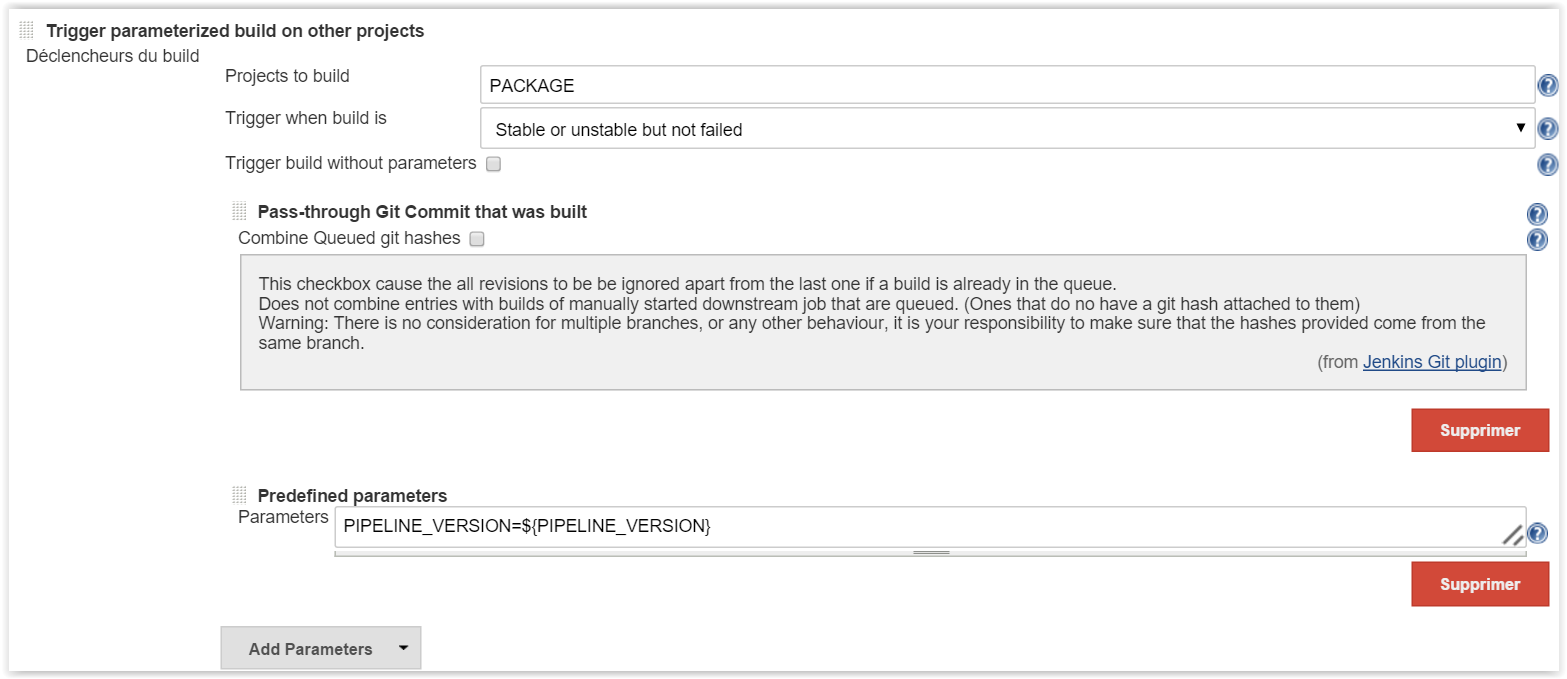 Trigger parameterized build on other projects
Déclencheurs du build
Projects to build
PACKAGE
Trigger when build is
Stable or unstable but not failed
Trigger build without parameters
Pass-through Git Commit that was built
Combine Queued git hashes
This checkbox cause the all revisions to be be ignored apart from the last one if a build is already in the queue.
Does not combine entries with builds of manually started downstream job that are queued. (Ones that do no have a git hash attached to them)
Warning: There is no consideration for multiple branches, or any other behaviour, it is your responsibility to make sure that the hashes provided come from the
same branch.
(from Jenkins Git plugin)
Supprimer
Predefined parameters
Parameters
PIPELINE_VERSION=${PIPELINE_VERSION}
Supprimer
Add Parameters